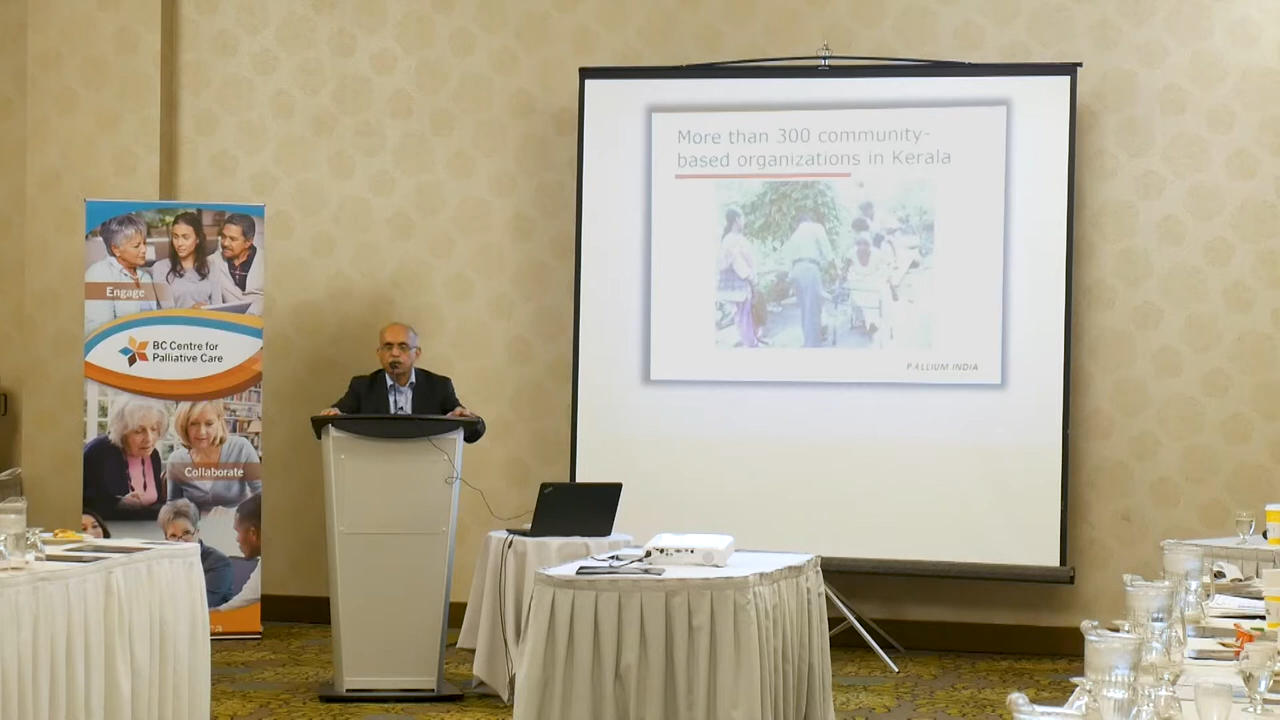 More than 300 community-
based organizations in Kerala
PALLIUM INDIA
Engage
BC Centre for
Palliative Care
Collaborate